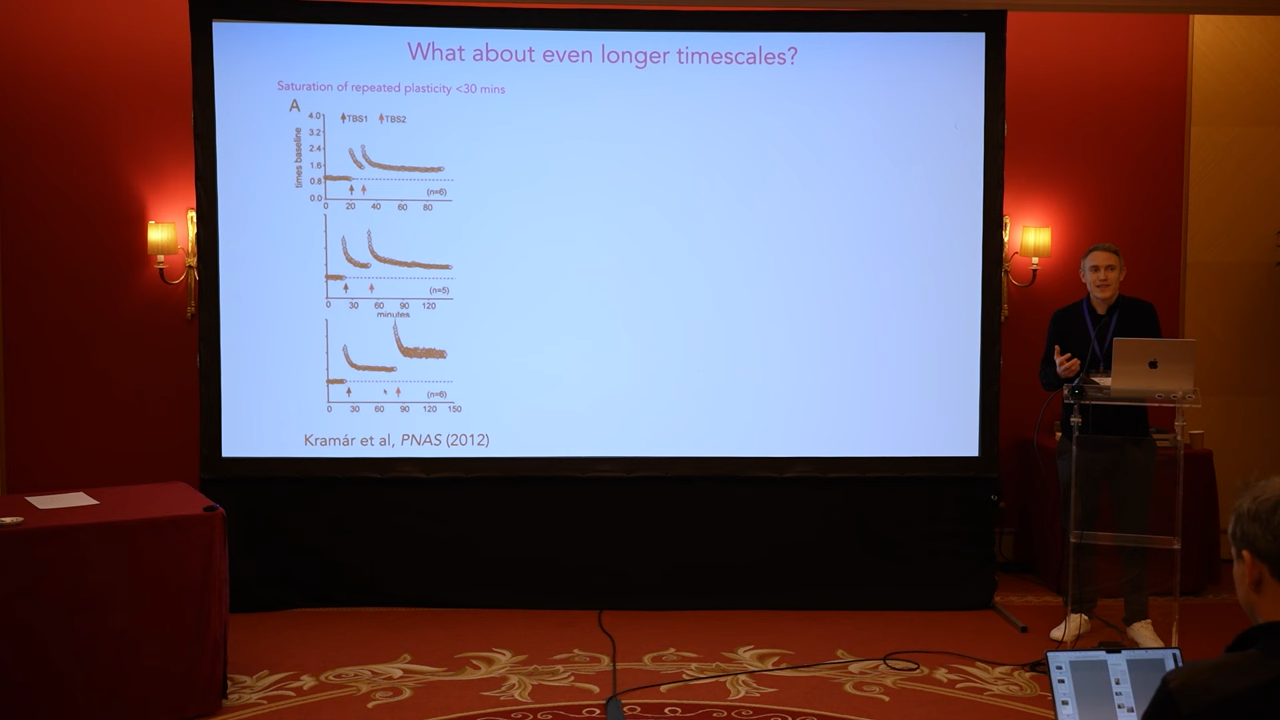 What about even longer timescales?
Saturation of repeated plasticity <30 mins
A
TBS1 TBS2
times baseline
4.0
3.2
2.4
1.6
0.8
0.0
(n=6)
0 20 40 60 80
(n=5)
0 30 60 90 120
minutes
(n=6)
0 30 60 90 120 150
Kramár et al, PNAS (2012)